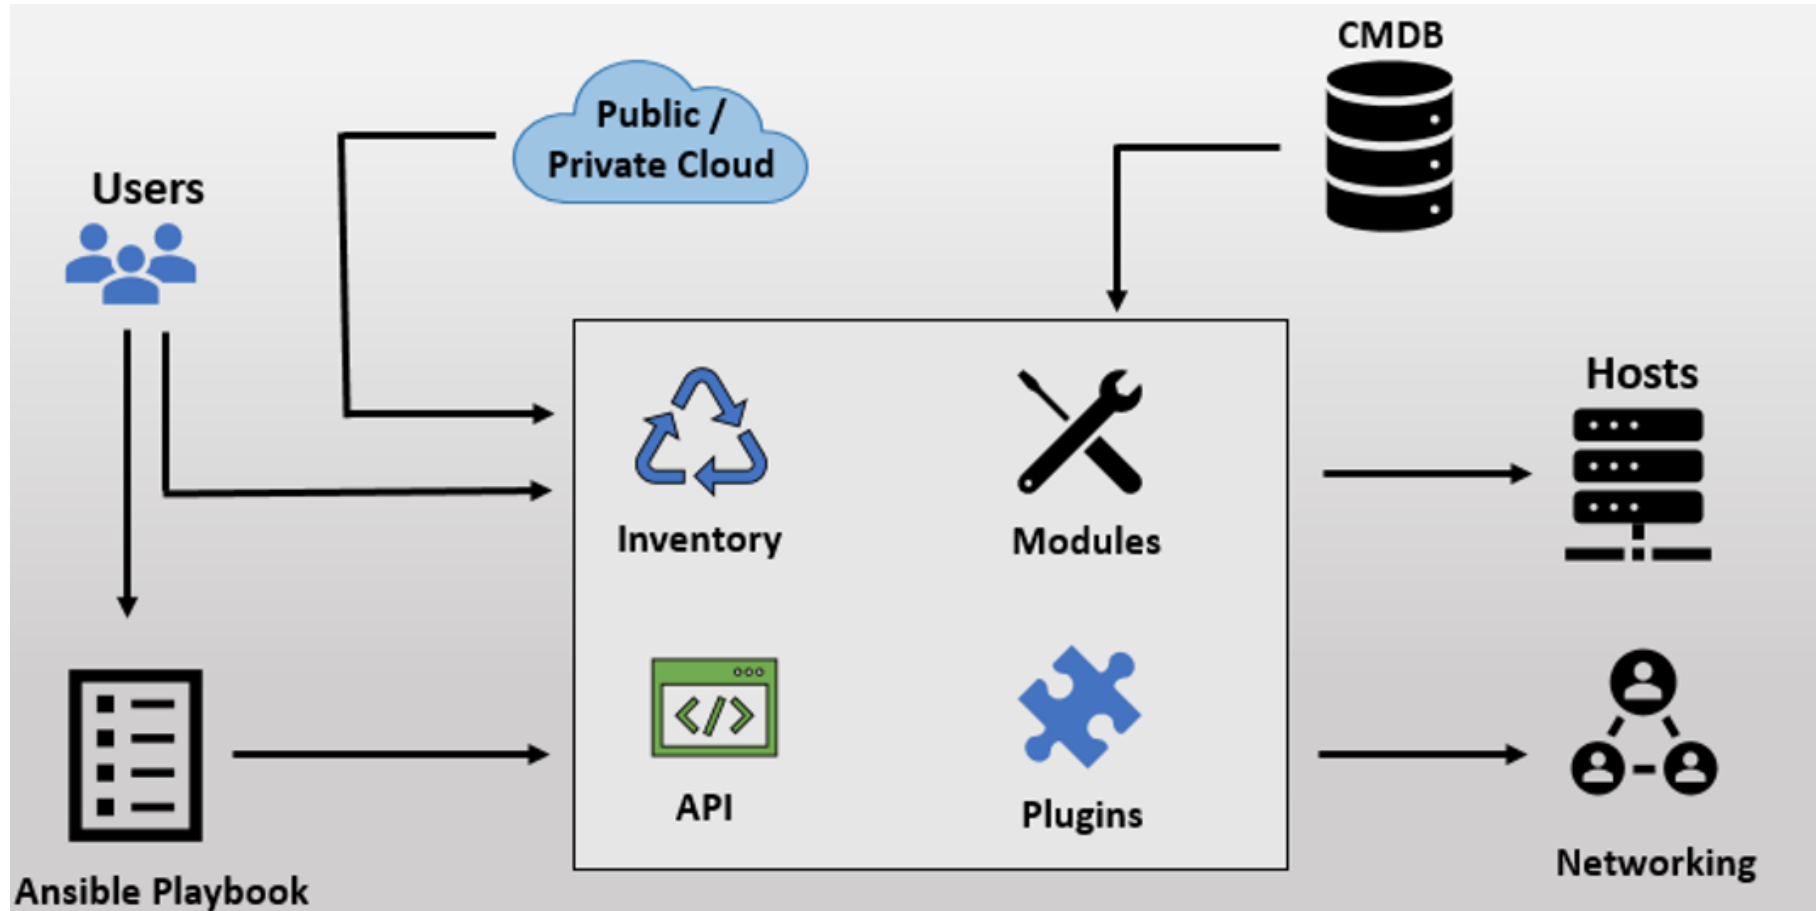 CMDB
Public /
Private Cloud
Users
Hosts
Inventory
Modules
</>
API
Plugins
Networking
Ansible Playbook